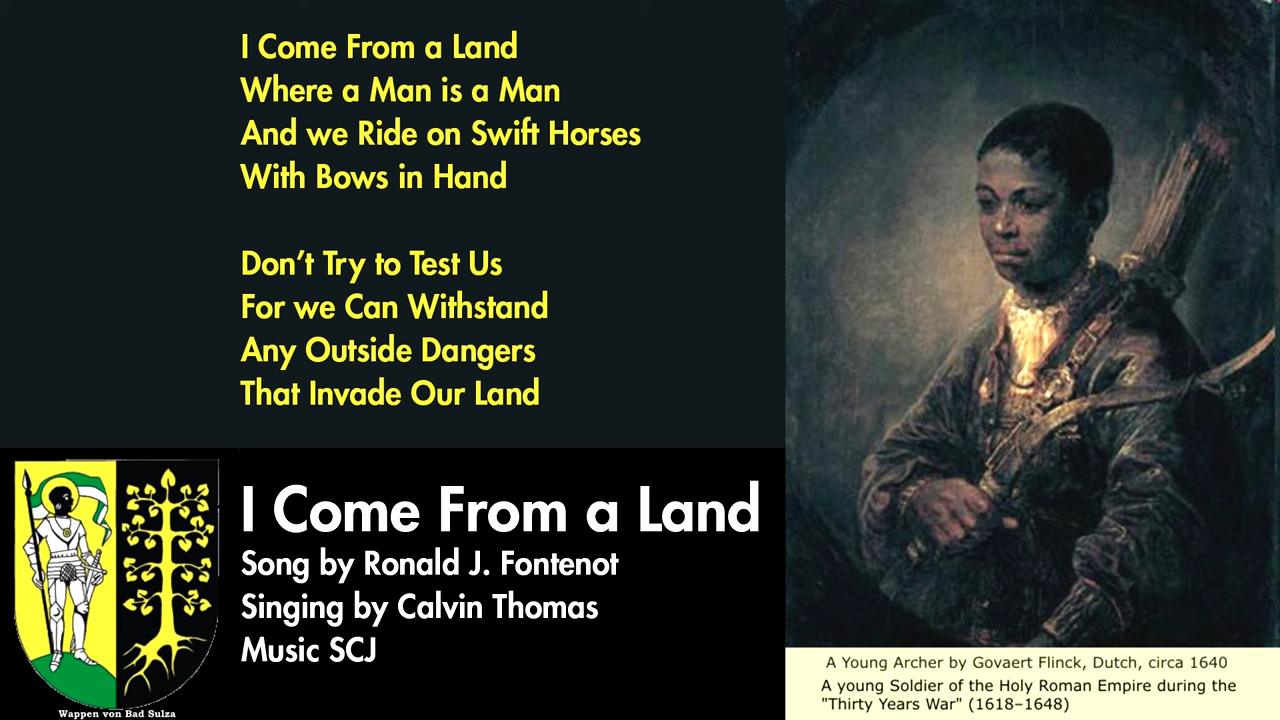 I Come From a Land
Where a Man is a Man
And we Ride on Swift Horses
With Bows in Hand
Don’t Try to Test Us
For we Can Withstand
Any Outside Dangers
That Invade Our Land
I Come From a Land
Song by Ronald J. Fontenot
Singing by Calvin Thomas
Music SCJ
Wappen von Bad Sulza
A Young Archer by Govaert Flinck, Dutch, circa 1640
A young Soldier of the Holy Roman Empire during the
"Thirty Years War" (1618–1648)